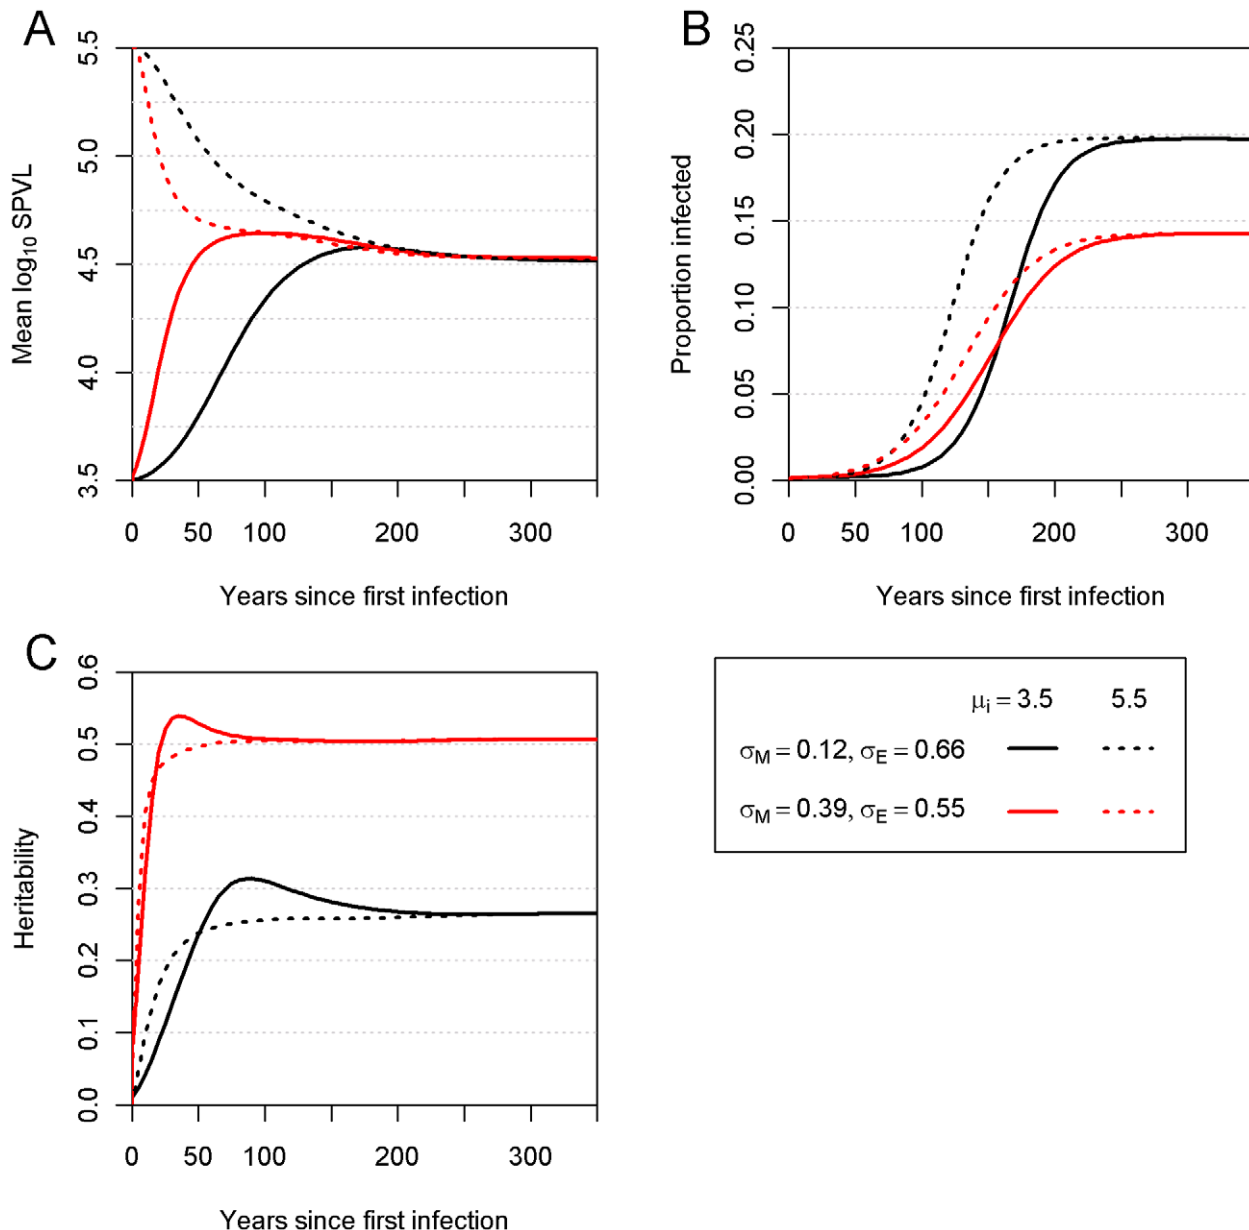 A
Mean log₁₀ SPVL
5.5
5.0
4.5
4.0
3.5
0 50 100 200 300
Years since first infection
B
Proportion infected
0.25
0.20
0.15
0.10
0.05
0.00
0 50 100 200 300
Years since first infection
C
Heritability
0.6
0.5
0.4
0.3
0.2
0.1
0.0
0 50 100 200 300
Years since first infection
μᵢ = 3.5 5.5
σM = 0.12, σE = 0.66
σM = 0.39, σE = 0.55